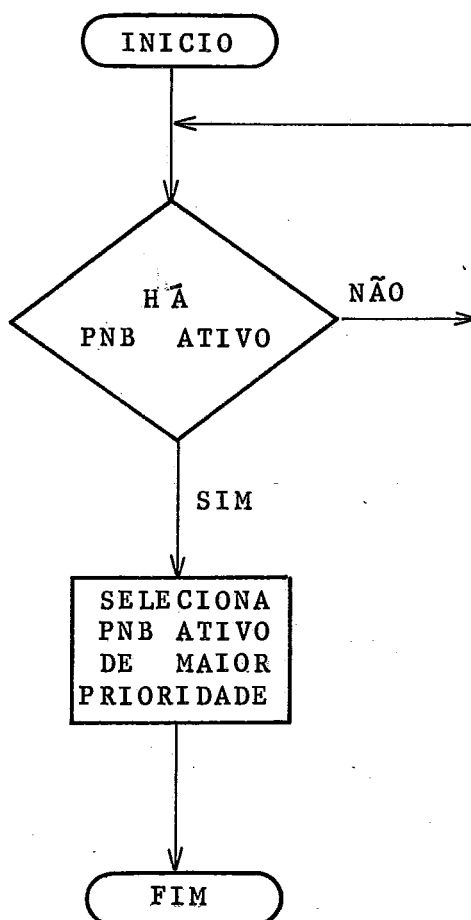 INICIO
HÁ
PNB ATIVO
NÃO
SIM
SELECIONA
PNB ATIVO
DE MAIOR
PRIORIDADE
FIM